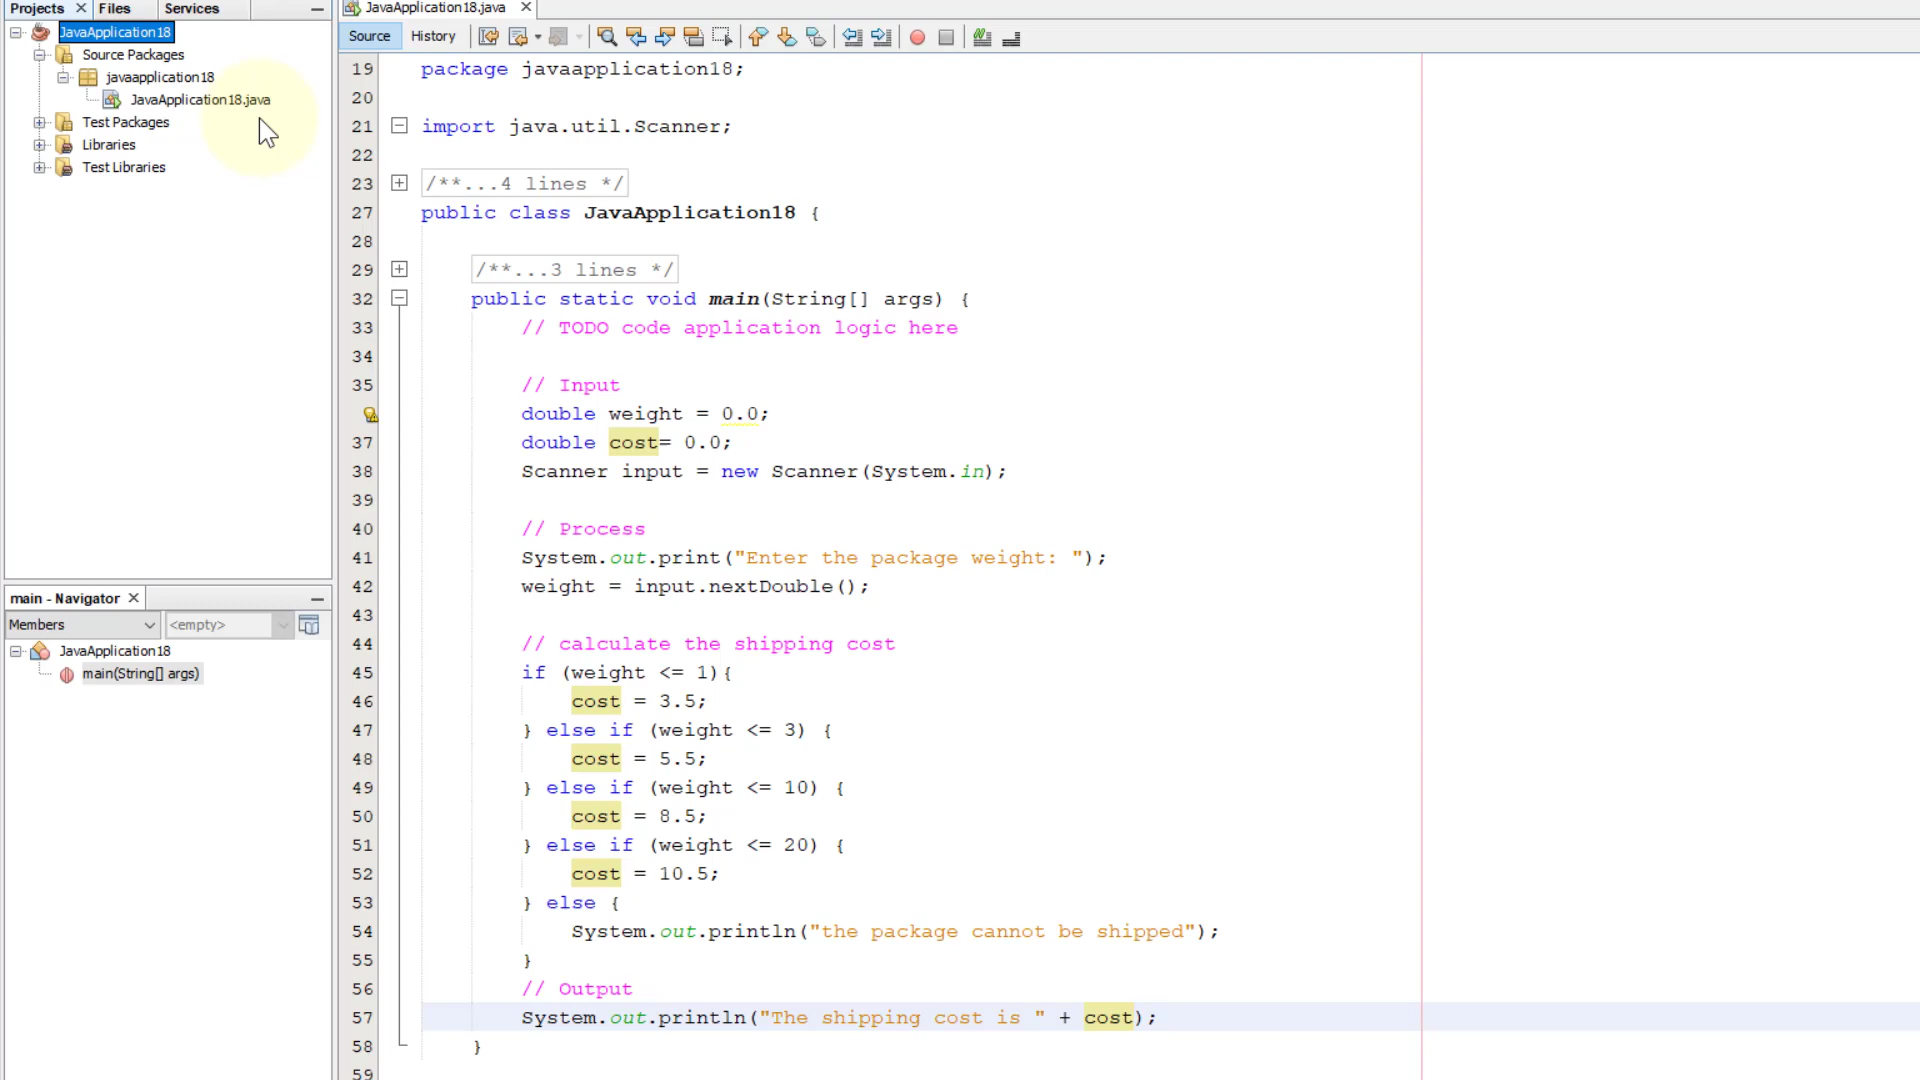 Projects Files Services
JavaApplication18
Source Packages
javaapplication18
JavaApplication18.java
Test Packages
Libraries
Test Libraries
main - Navigator
Members <empty>
JavaApplication18
main(String[] args)
JavaApplication18.java
Source History
19 package javaapplication18;
20
21 import java.util.Scanner;
22
23 /**...4 lines */
27 public class JavaApplication18 {
28
29 /**...3 lines */
32 public static void main(String[] args) {
33 // TODO code application logic here
34
35 // Input
double weight = 0.0;
37 double cost= 0.0;
38 Scanner input = new Scanner(System.in);
39
40 // Process
41 System.out.print("Enter the package weight: ");
42 weight = input.nextDouble();
43
44 // calculate the shipping cost
45 if (weight <= 1){
46 cost = 3.5;
47 } else if (weight <= 3) {
48 cost = 5.5;
49 } else if (weight <= 10) {
50 cost = 8.5;
51 } else if (weight <= 20) {
52 cost = 10.5;
53 } else {
54 System.out.println("the package cannot be shipped");
55 }
56 // Output
57 System.out.println("The shipping cost is " + cost);
58 }
59